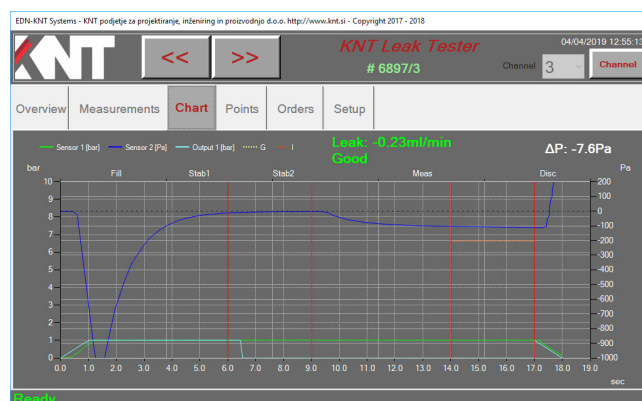 EDN-KNT Systems - KNT podjetje za projektiranje, inženiring in proizvodnjo d.o.o. http://www.knt.si - Copyright 2017 - 2018
KNT << >> KNT Leak Tester 04/04/2019 12:55:13
# 6897/3 Channel 3 Channel
Overview Measurements Chart Points Orders Setup
Sensor 1 [bar] Sensor 2 [Pa] Output 1 [bar] G I Leak: -0.23ml/min ΔP: -7.6Pa
Good
bar Fill Stab1 Stab2 Meas Disc Pa
10 200
9 100
8 0
7 -100
6 -200
5 -300
4 -400
-500
3 -600
2 -700
-800
1 -900
0 -1000
0.0 1.0 2.0 3.0 4.0 5.0 6.0 7.0 8.0 9.0 10.0 11.0 12.0 13.0 14.0 15.0 16.0 17.0 18.0 19.0
sec
Ready